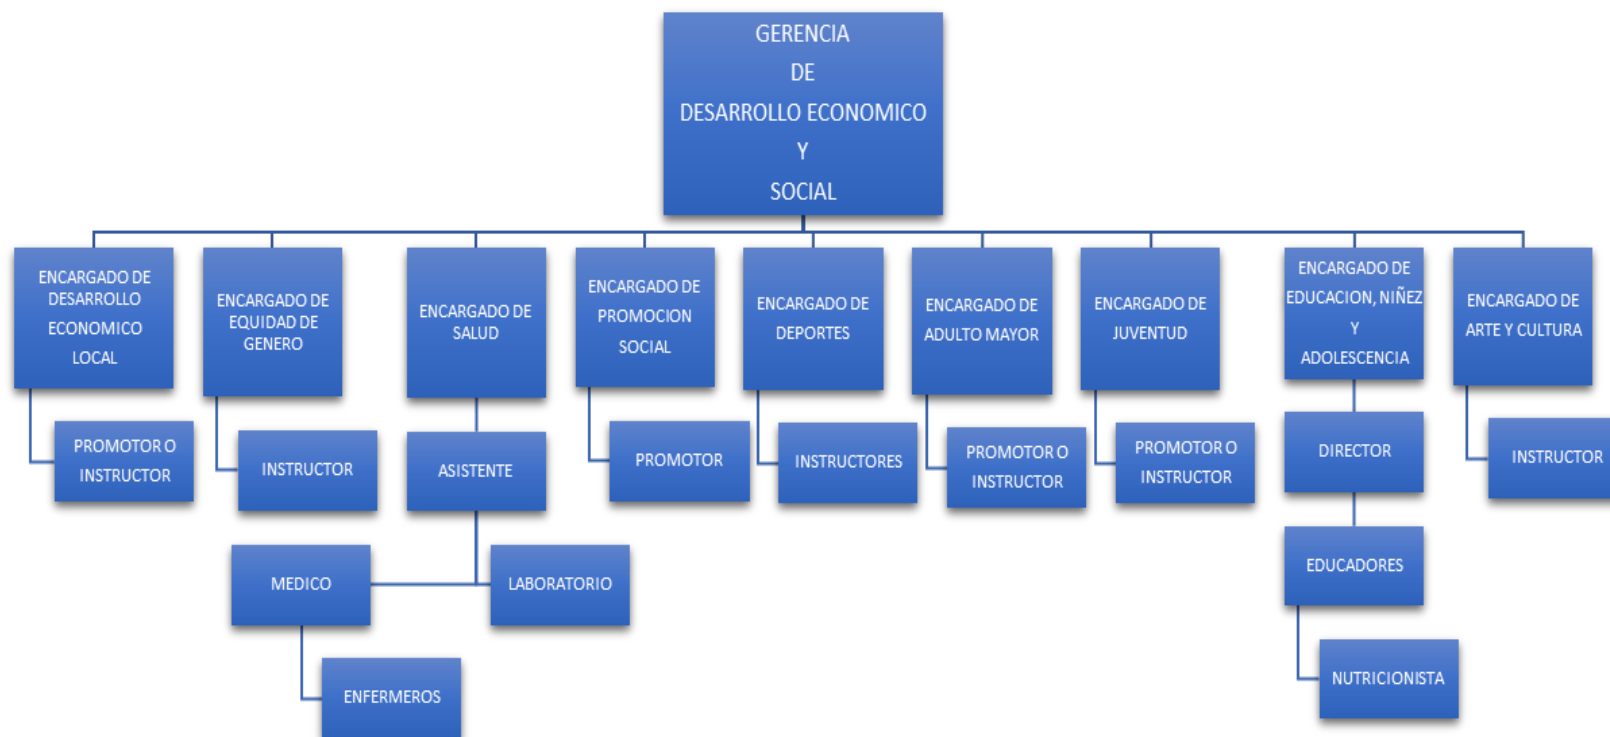 GERENCIA
DE
DESARROLLO ECONOMICO
Y
SOCIAL
ENCARGADO DE
DESARROLLO
ECONOMICO
LOCAL
ENCARGADO DE
EQUIDAD DE
GENERO
ENCARGADO DE
SALUD
ENCARGADO DE
PROMOCION
SOCIAL
ENCARGADO DE
DEPORTES
ENCARGADO DE
ADULTO MAYOR
ENCARGADO DE
JUVENTUD
ENCARGADO DE
EDUCACION, NIÑEZ
Y
ADOLESCENCIA
ENCARGADO DE
ARTE Y CULTURA
PROMOTOR O
INSTRUCTOR
INSTRUCTOR
ASISTENTE
PROMOTOR
INSTRUCTORES
PROMOTOR O
INSTRUCTOR
PROMOTOR O
INSTRUCTOR
DIRECTOR
INSTRUCTOR
MEDICO
LABORATORIO
EDUCADORES
ENFERMEROS
NUTRICIONISTA